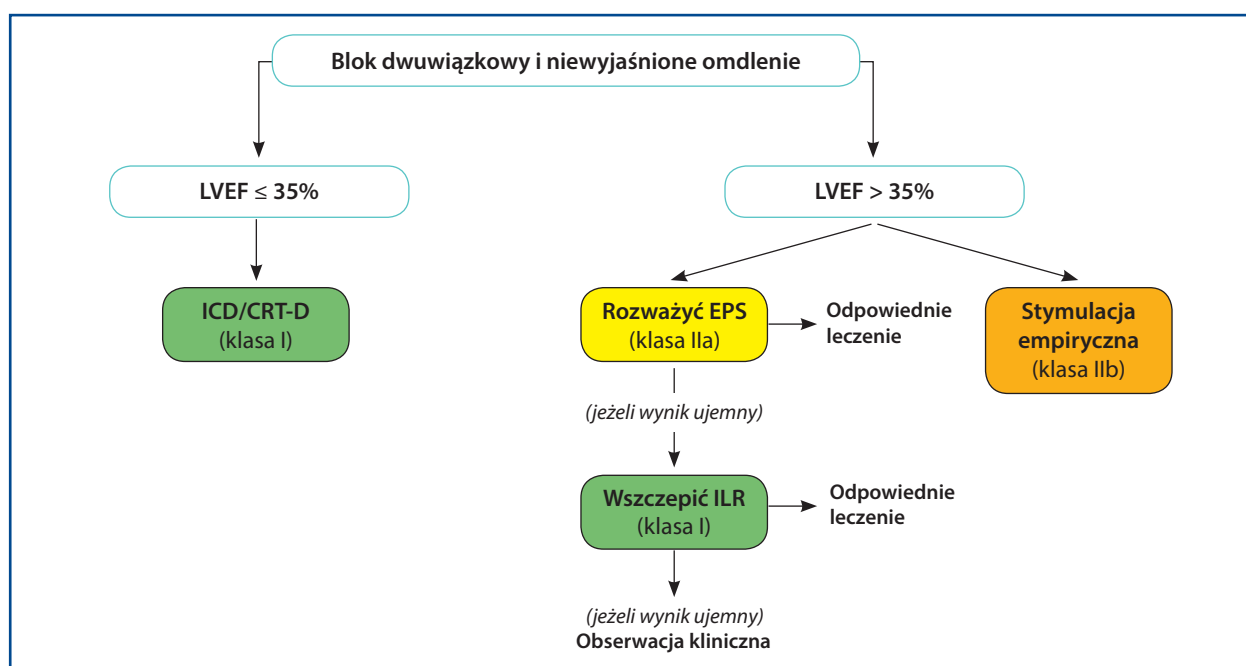 Blok dwuwiązkowy i niewyjaśnione omdlenie
LVEF ≤ 35%
LVEF > 35%
ICD/CRT-D
(klasa I)
Rozważyć EPS
(klasa IIa)
Odpowiednie
leczenie
Stymulacja
empiryczna
(klasa IIb)
(jeżeli wynik ujemny)
Wszczepić ILR
(klasa I)
Odpowiednie
leczenie
(jeżeli wynik ujemny)
Obserwacja kliniczna